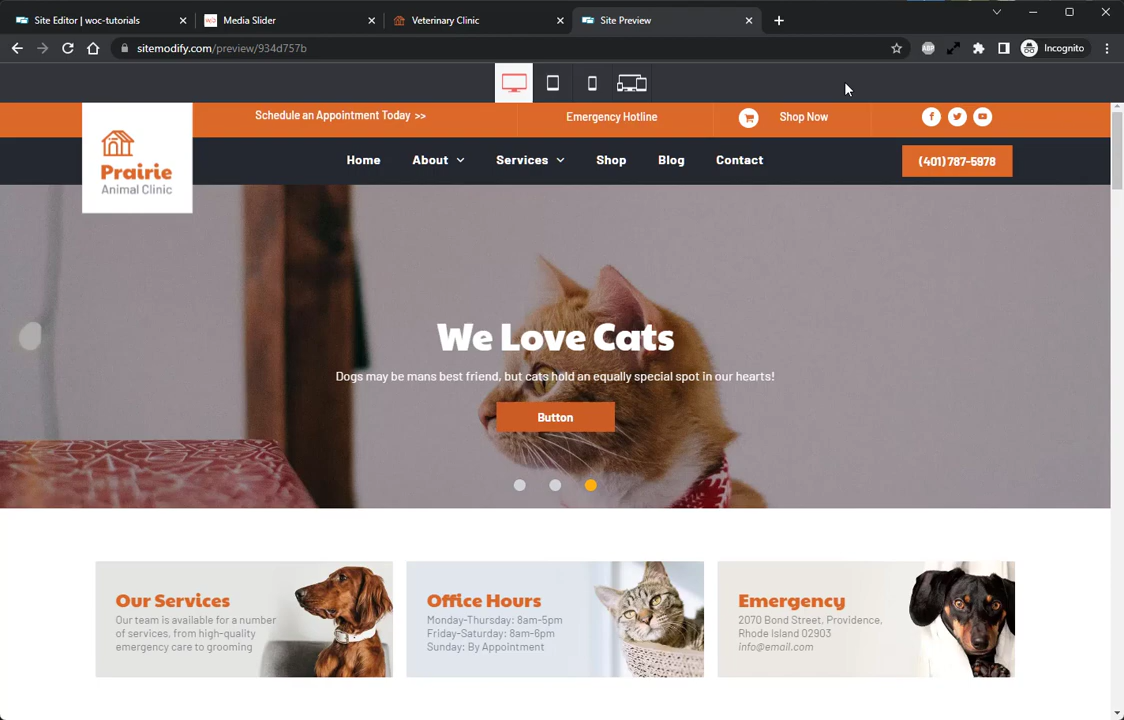 Site Editor | woc-tutorials
Media Slider
Veterinary Clinic
Site Preview
sitemodify.com/preview/934d757b
ABP
Incognito
Schedule an Appointment Today >>
Emergency Hotline
Shop Now
Prairie
Animal Clinic
Home
About
Services
Shop
Blog
Contact
(401) 787-5978
We Love Cats
Dogs may be mans best friend, but cats hold an equally special spot in our hearts!
Button
Our Services
Our team is available for a number
of services, from high-quality
emergency care to grooming
Office Hours
Monday-Thursday: 8am-5pm
Friday-Saturday: 8am-6pm
Sunday: By Appointment
Emergency
2070 Bond Street, Providence,
Rhode Island 02903
info@email.com